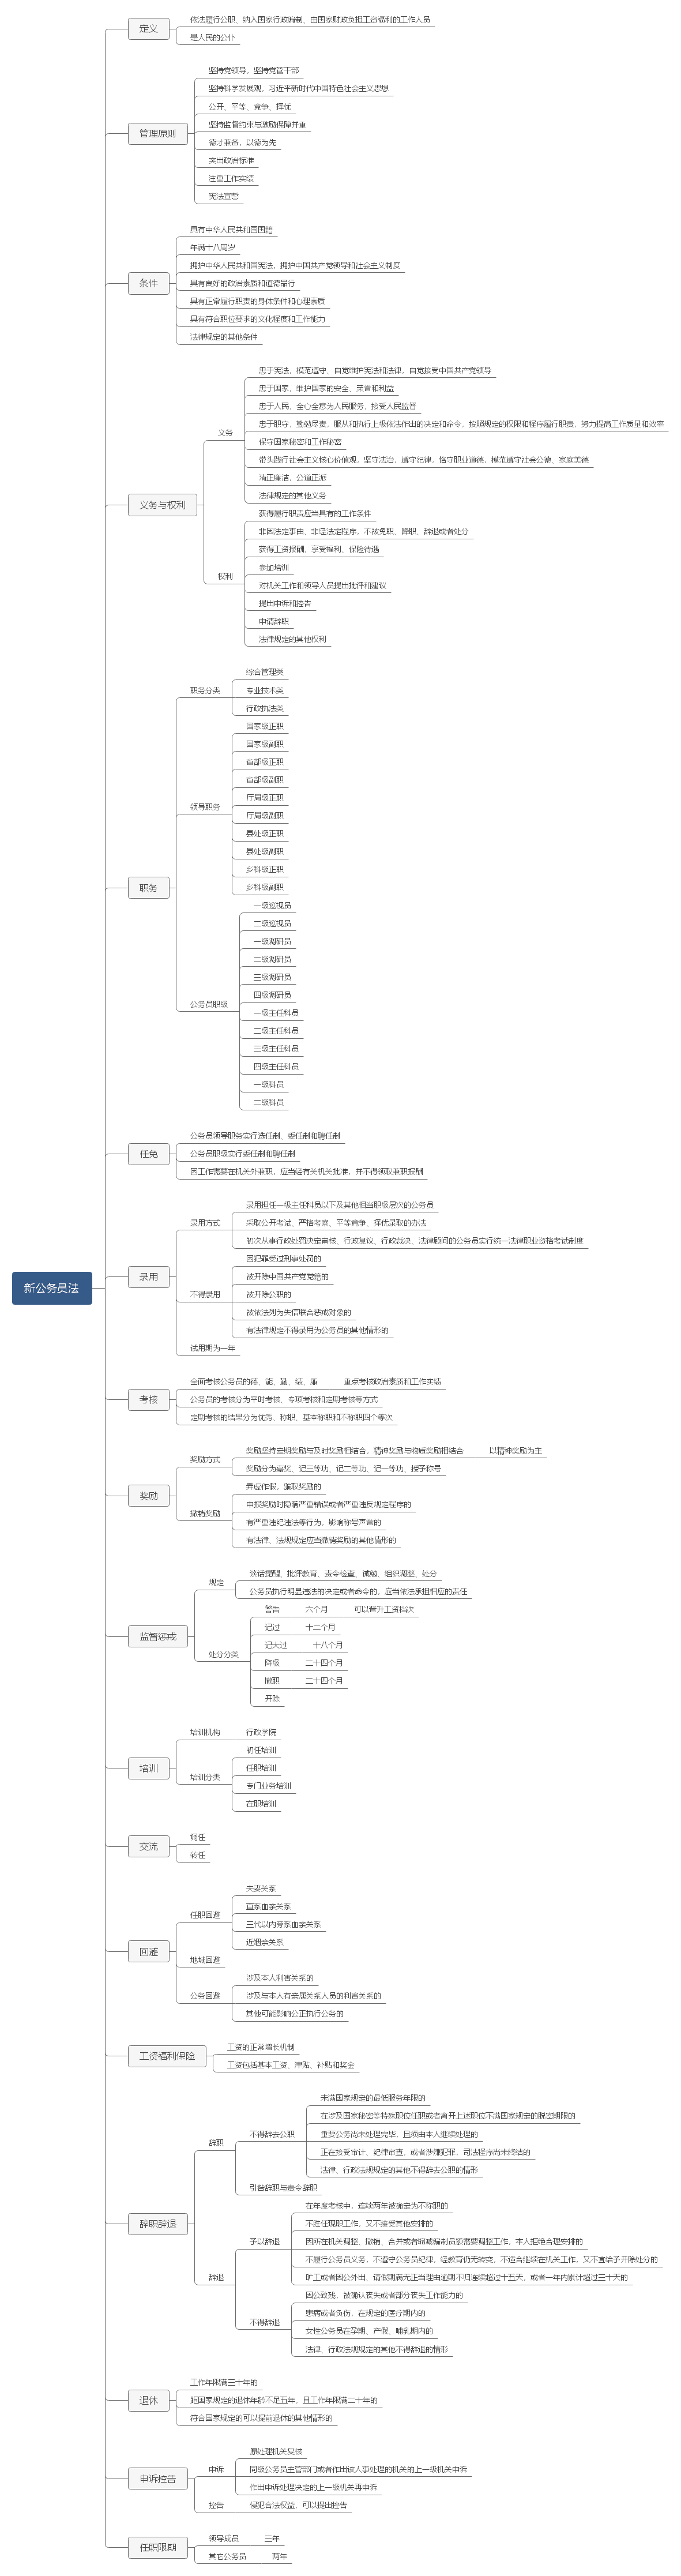 新公务员法
定义
依法履行公职、纳入国家行政编制、由国家财政负担工资福利的工作人员
是人民的公仆
管理原则
坚持党领导，坚持党管干部
坚持科学发展观，习近平新时代中国特色社会主义思想
公开、平等、竞争、择优
坚持监督约束与激励保障并重
德才兼备，以德为先
突出政治标准
注重工作实绩
宪法宣誓
条件
具有中华人民共和国国籍
年满十八周岁
拥护中华人民共和国宪法，拥护中国共产党领导和社会主义制度
具有良好的政治素质和道德品行
具有正常履行职责的身体条件和心理素质
具有符合职位要求的文化程度和工作能力
法律规定的其他条件
义务与权利
义务
忠于宪法，模范遵守、自觉维护宪法和法律，自觉接受中国共产党领导
忠于国家，维护国家的安全、荣誉和利益
忠于人民，全心全意为人民服务，接受人民监督
忠于职守，勤勉尽责，服从和执行上级依法作出的决定和命令，按照规定的权限和程序履行职责，努力提高工作质量和效率
保守国家秘密和工作秘密
带头践行社会主义核心价值观，坚守法治，遵守纪律，恪守职业道德，模范遵守社会公德、家庭美德
清正廉洁，公道正派
法律规定的其他义务
权利
获得履行职责应当具有的工作条件
非因法定事由、非经法定程序，不被免职、降职、辞退或者处分
获得工资报酬，享受福利、保险待遇
参加培训
对机关工作和领导人员提出批评和建议
提出申诉和控告
申请辞职
法律规定的其他权利
职务
职务分类
综合管理类
专业技术类
行政执法类
领导职务
国家级正职
国家级副职
省部级正职
省部级副职
厅局级正职
厅局级副职
县处级正职
县处级副职
乡科级正职
乡科级副职
公务员职级
一级巡视员
二级巡视员
一级调研员
二级调研员
三级调研员
四级调研员
一级主任科员
二级主任科员
三级主任科员
四级主任科员
一级科员
二级科员
任免
公务员领导职务实行选任制、委任制和聘任制
公务员职级实行委任制和聘任制
因工作需要在机关外兼职，应当经有关机关批准，并不得领取兼职报酬
录用
录用方式
录用担任一级主任科员以下及其他相当职级层次的公务员
采取公开考试、严格考察、平等竞争、择优录取的办法
初次从事行政处罚决定审核、行政复议、行政裁决、法律顾问的公务员实行统一法律职业资格考试制度
不得录用
因犯罪受过刑事处罚的
被开除中国共产党党籍的
被开除公职的
被依法列为失信联合惩戒对象的
有法律规定不得录用为公务员的其他情形的
试用期为一年
考核
全面考核公务员的德、能、勤、绩、廉 重点考核政治素质和工作实绩
公务员的考核分为平时考核、专项考核和定期考核等方式
定期考核的结果分为优秀、称职、基本称职和不称职四个等次
奖励
奖励方式
奖励坚持定期奖励与及时奖励相结合，精神奖励与物质奖励相结合 以精神奖励为主
奖励分为嘉奖、记三等功、记二等功、记一等功、授予称号
撤销奖励
弄虚作假，骗取奖励的
申报奖励时隐瞒严重错误或者严重违反规定程序的
有严重违纪违法等行为，影响称号声誉的
有法律、法规规定应当撤销奖励的其他情形的
监督惩戒
规定
谈话提醒、批评教育、责令检查、诫勉、组织调整、处分
公务员执行明显违法的决定或者命令的，应当依法承担相应的责任
处分分类
警告 六个月 可以晋升工资档次
记过 十二个月
记大过 十八个月
降级 二十四个月
撤职 二十四个月
开除
培训
培训机构 行政学院
培训分类
初任培训
任职培训
专门业务培训
在职培训
交流
调任
转任
回避
任职回避
夫妻关系
直系血亲关系
三代以内旁系血亲关系
近姻亲关系
地域回避
公务回避
涉及本人利害关系的
涉及与本人有亲属关系人员的利害关系的
其他可能影响公正执行公务的
工资福利保险
工资的正常增长机制
工资包括基本工资、津贴、补贴和奖金
辞职辞退
辞职
不得辞去公职
未满国家规定的最低服务年限的
在涉及国家秘密等特殊职位任职或者离开上述职位不满国家规定的脱密期限的
重要公务尚未处理完毕，且须由本人继续处理的
正在接受审计、纪律审查，或者涉嫌犯罪，司法程序尚未终结的
法律、行政法规规定的其他不得辞去公职的情形
引咎辞职与责令辞职
辞退
予以辞退
在年度考核中，连续两年被确定为不称职的
不胜任现职工作，又不接受其他安排的
因所在机关调整、撤销、合并或者缩减编制员额需要调整工作，本人拒绝合理安排的
不履行公务员义务，不遵守公务员纪律，经教育仍无转变，不适合继续在机关工作，又不宜给予开除处分的
旷工或者因公外出、请假期满无正当理由逾期不归连续超过十五天，或者一年内累计超过三十天的
不得辞退
因公致残，被确认丧失或者部分丧失工作能力的
患病或者负伤，在规定的医疗期内的
女性公务员在孕期、产假、哺乳期内的
法律、行政法规规定的其他不得辞退的情形
退休
工作年限满三十年的
距国家规定的退休年龄不足五年，且工作年限满二十年的
符合国家规定的可以提前退休的其他情形的
申诉控告
申诉
原处理机关复核
同级公务员主管部门或者作出该人事处理的机关的上一级机关申诉
作出申诉处理决定的上一级机关再申诉
控告 侵犯合法权益，可以提出控告
任职限期
领导成员 三年
其它公务员 两年